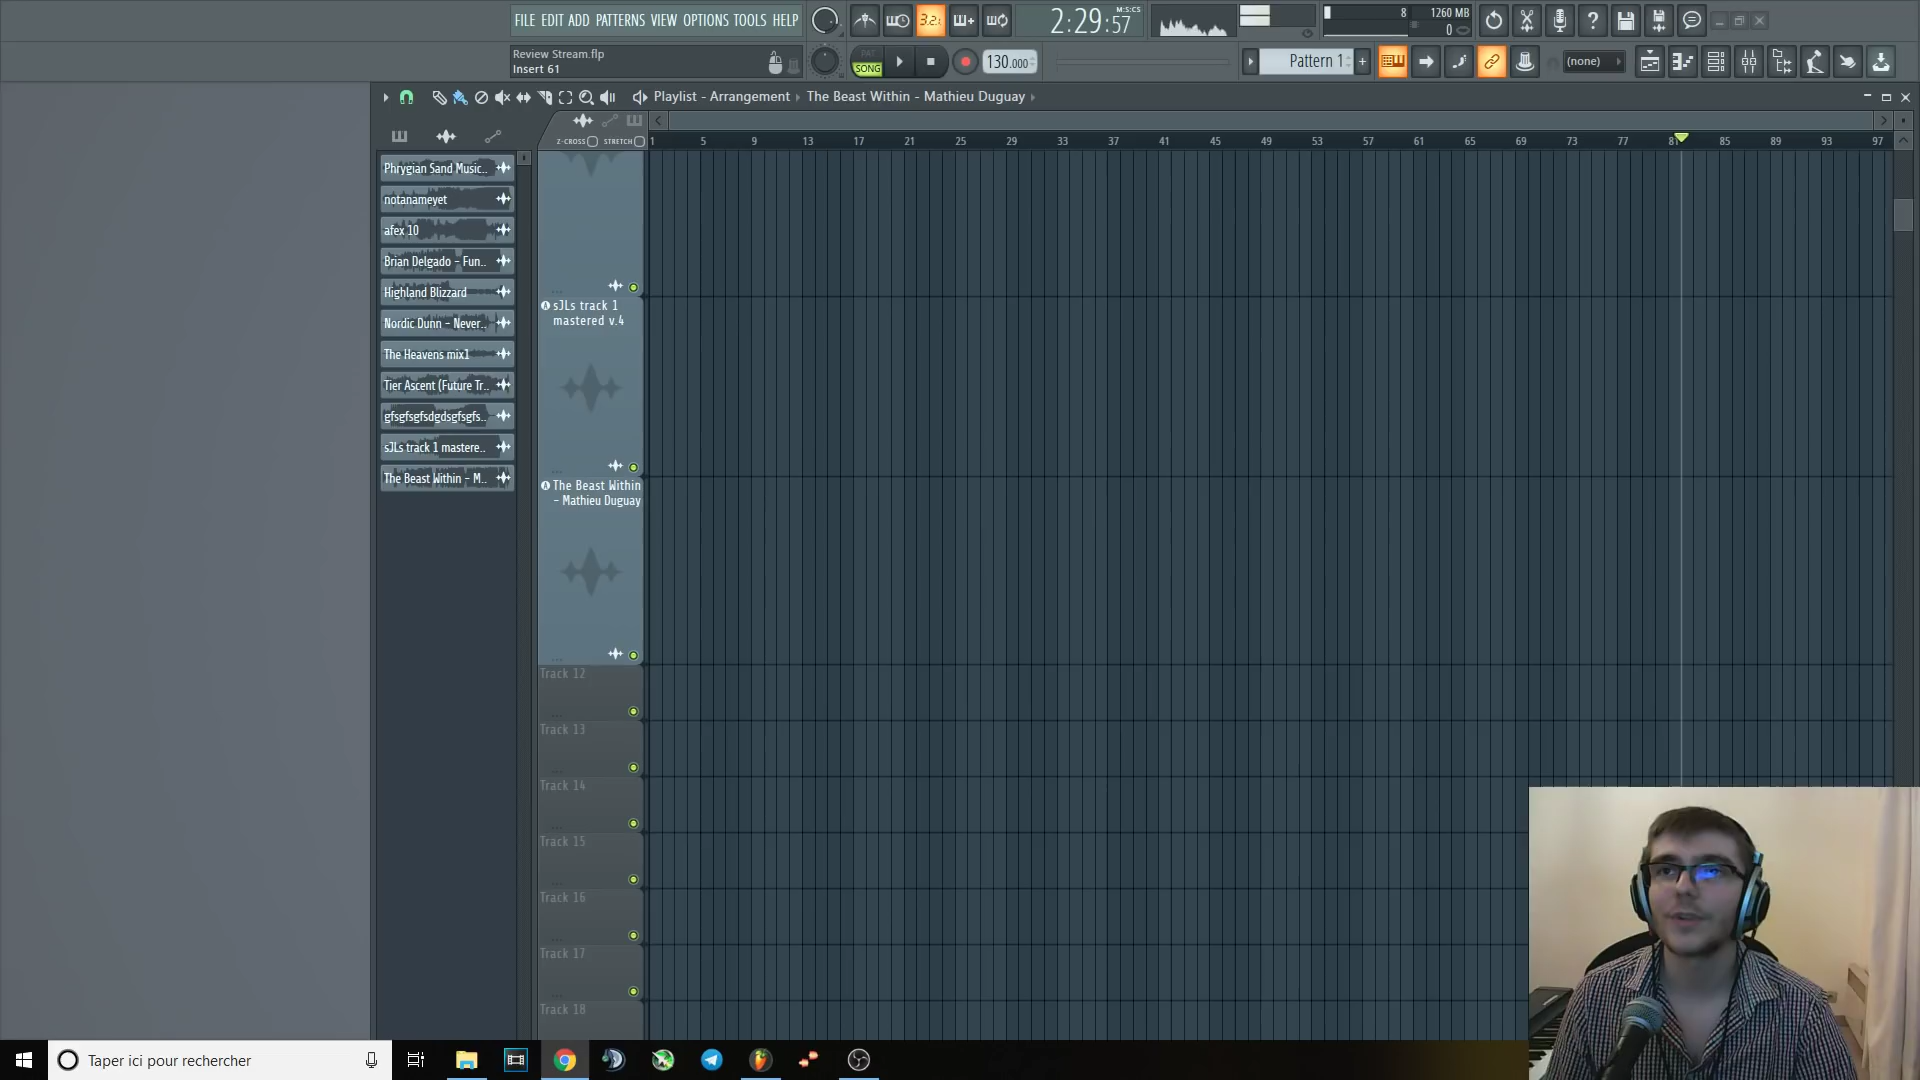 FILE EDIT ADD PATTERNS VIEW OPTIONS TOOLS HELP
3.2
2:29:57
M:S:CS
8
1260 MB
0
Review Stream.flp
Insert 61
PAT
SONG
130.000
Pattern 1
(none)
Playlist - Arrangement
The Beast Within - Mathieu Duguay
Z-CROSS
STRETCH
1 5 9 13 17 21 25 29 33 37 41 45 49 53 57 61 65 69 73 77 81 85 89 93 97
Phrygian Sand Music..
notanameyet
afex 10
Brian Delgado - Fun..
Highland Blizzard
Nordic Dunn - Never..
The Heavens mix1
Tier Ascent (Future Tr..
gfsgfsgfsdgdsgfsgfs..
sJLs track 1 mastere..
The Beast Within - M..
sJLs track 1
mastered v.4
The Beast Within
- Mathieu Duguay
Track 12
Track 13
Track 14
Track 15
Track 16
Track 17
Track 18
Taper ici pour rechercher